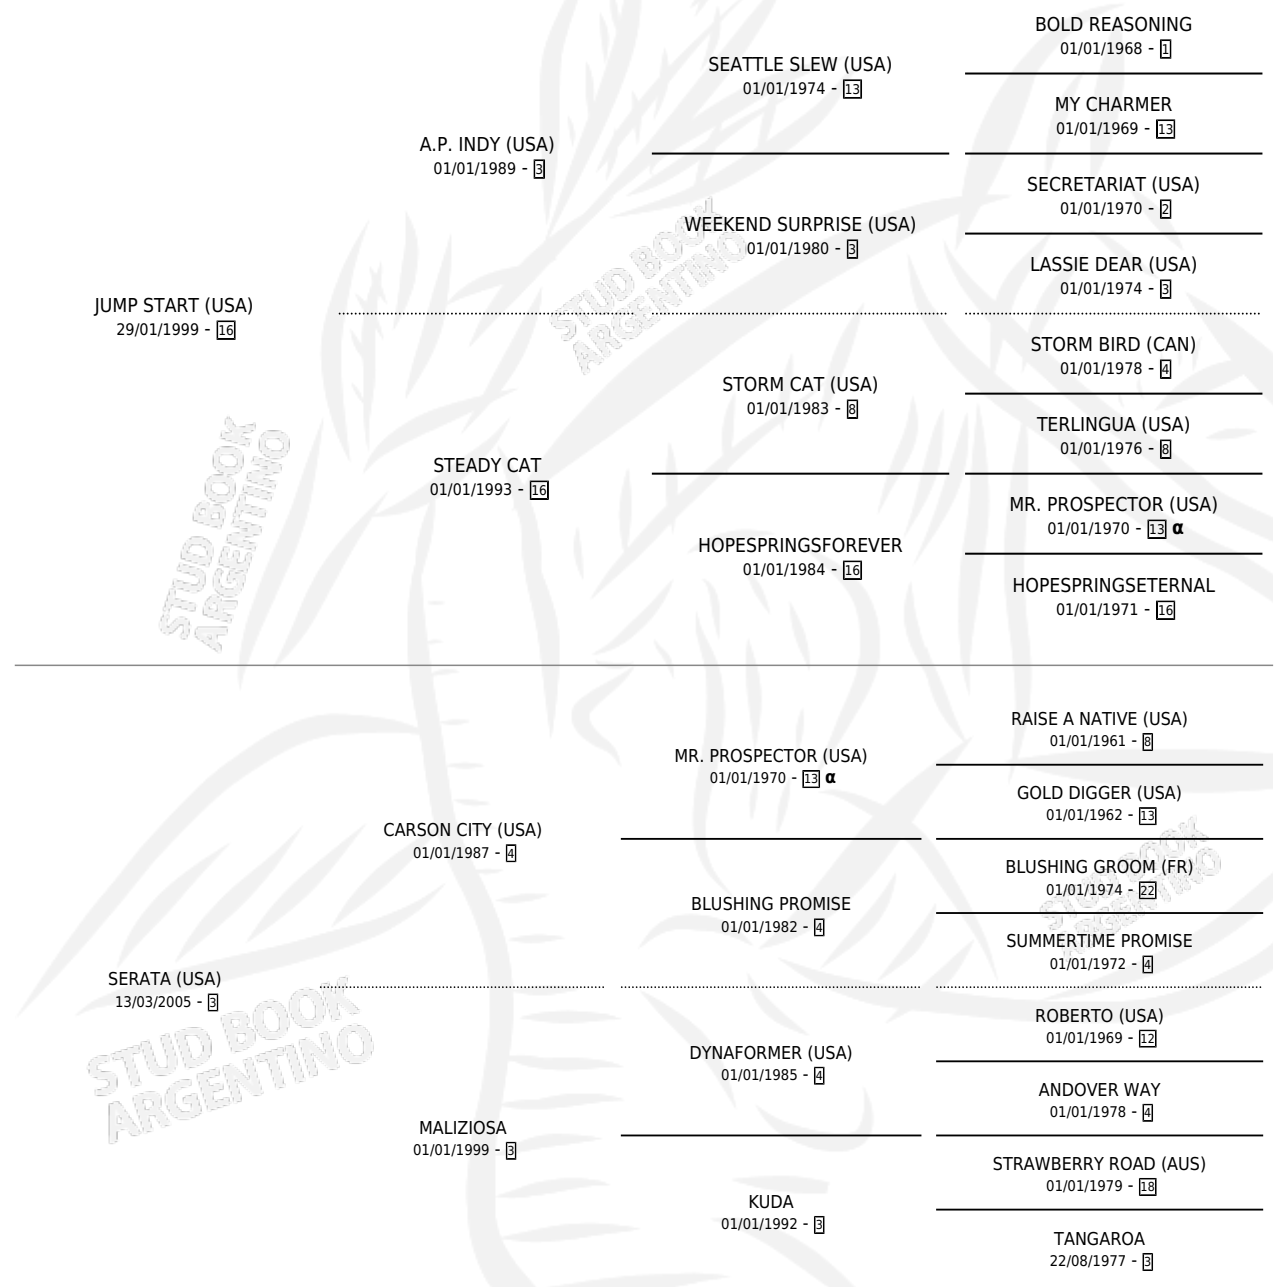 BOLD REASONING
01/01/1968 - 1
SEATTLE SLEW (USA)
01/01/1974 - 13
MY CHARMER
01/01/1969 - 13
A.P. INDY (USA)
01/01/1989 - 3
SECRETARIAT (USA)
01/01/1970 - 2
WEEKEND SURPRISE (USA)
01/01/1980 - 3
LASSIE DEAR (USA)
01/01/1974 - 3
JUMP START (USA)
29/01/1999 - 16
STORM BIRD (CAN)
01/01/1978 - 4
STORM CAT (USA)
01/01/1983 - 8
TERLINGUA (USA)
01/01/1976 - 8
STEADY CAT
01/01/1993 - 16
MR. PROSPECTOR (USA)
01/01/1970 - 13 α
HOPESPRINGSFOREVER
01/01/1984 - 16
HOPESPRINGSETERNAL
01/01/1971 - 16
RAISE A NATIVE (USA)
01/01/1961 - 8
MR. PROSPECTOR (USA)
01/01/1970 - 13 α
GOLD DIGGER (USA)
01/01/1962 - 13
CARSON CITY (USA)
01/01/1987 - 4
BLUSHING GROOM (FR)
01/01/1974 - 22
BLUSHING PROMISE
01/01/1982 - 4
SUMMERTIME PROMISE
01/01/1972 - 4
SERATA (USA)
13/03/2005 - 3
ROBERTO (USA)
01/01/1969 - 12
DYNAFORMER (USA)
01/01/1985 - 4
ANDOVER WAY
01/01/1978 - 4
MALIZIOSA
01/01/1999 - 3
STRAWBERRY ROAD (AUS)
01/01/1979 - 18
KUDA
01/01/1992 - 3
TANGAROA
22/08/1977 - 3
STUD BOOK
ARGENTINO
STUD BOOK
ARGENTINO
STUD BOOK
ARGENTINO
STUD BOOK
ARGENTINO